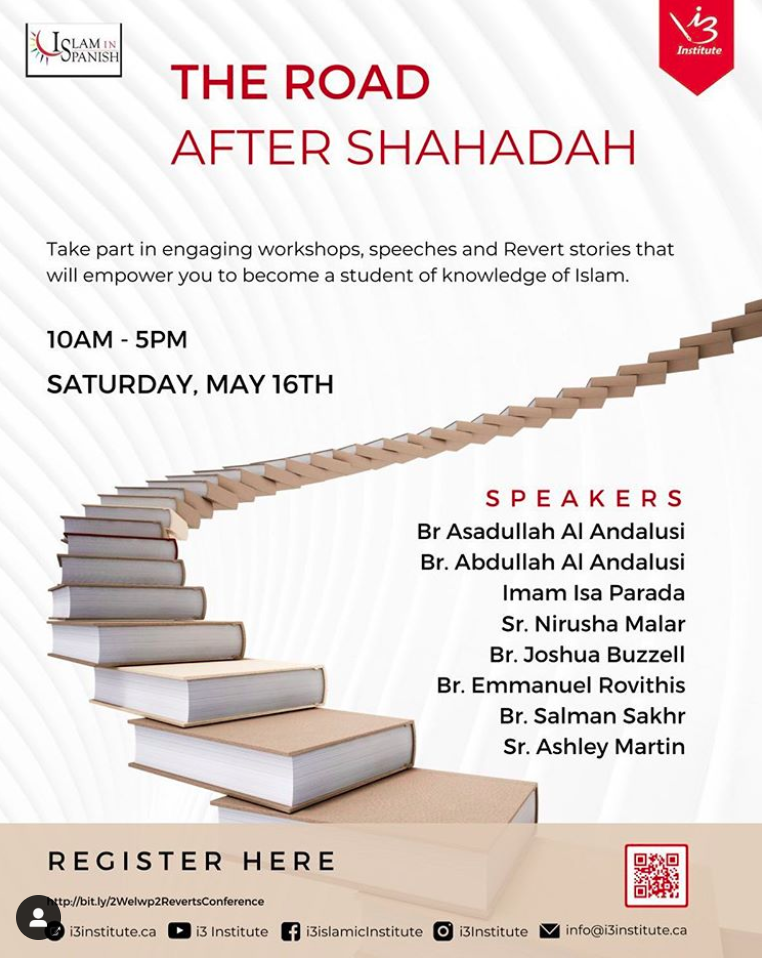 ISLAM IN
SPANISH
i3
Institute
THE ROAD
AFTER SHAHADAH
Take part in engaging workshops, speeches and Revert stories that
will empower you to become a student of knowledge of Islam.
10AM - 5PM
SATURDAY, MAY 16TH
SPEAKERS
Br Asadullah Al Andalusi
Br. Abdullah Al Andalusi
Imam Isa Parada
Sr. Nirusha Malar
Br. Joshua Buzzell
Br. Emmanuel Rovithis
Br. Salman Sakhr
Sr. Ashley Martin
REGISTER HERE
http://bit.ly/2Welwp2RevertsConference
i3institute.ca i3 Institute i3islamicInstitute i3Institute info@i3institute.ca